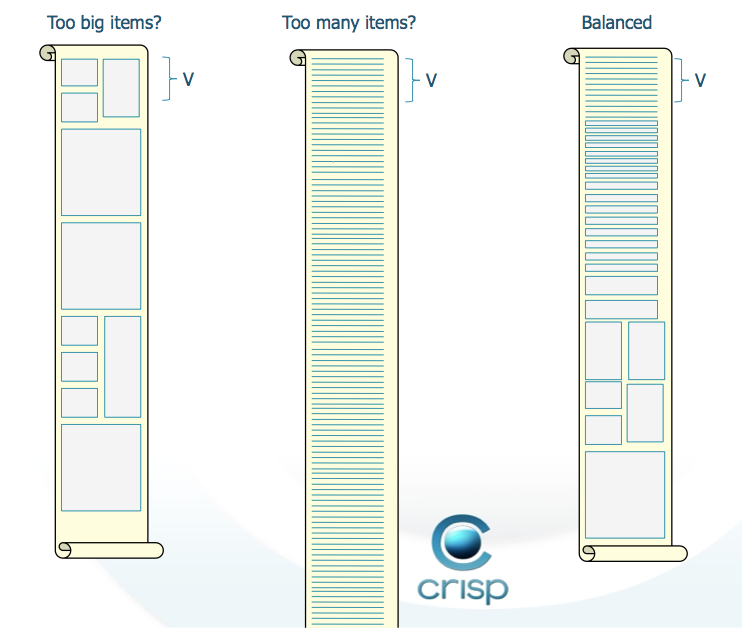 Too big items?
Too many items?
Balanced
V
V
V
crisp